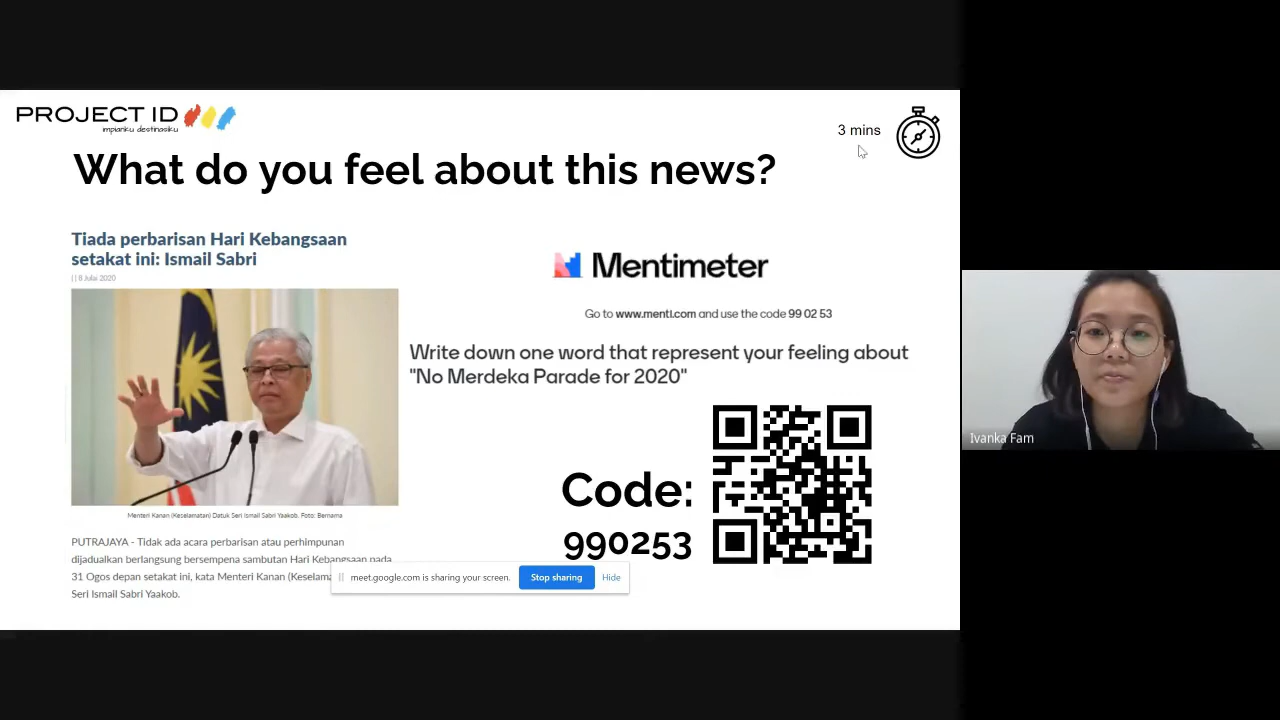 PROJECT ID
impianku destinasiku
3 mins
What do you feel about this news?
Tiada perbarisan Hari Kebangsaan
setakat ini: Ismail Sabri
| | 8 Julai 2020
Menteri Kanan (Keselamatan) Datuk Seri Ismail Sabri Yaakob. Foto: Bernama
PUTRAJAYA - Tidak ada acara perbarisan atau perhimpunan
dijadualkan berlangsung bersempena sambutan Hari Kebangsaan pada
31 Ogos depan setakat ini, kata Menteri Kanan
Seri Ismail Sabri Yaakob.
Mentimeter
Go to www.menti.com and use the code 99 02 53
Write down one word that represent your feeling about
"No Merdeka Parade for 2020"
Code:
990253
meet.google.com is sharing your screen.
Stop sharing
Hide
Ivanka Fam